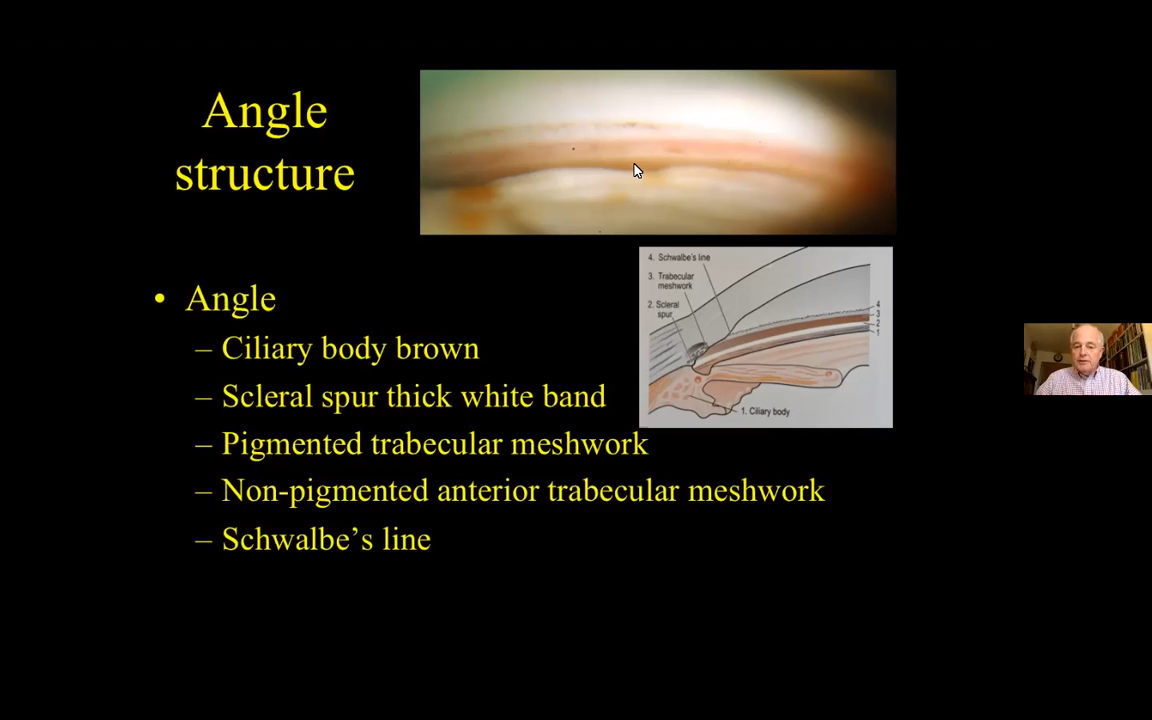 Angle
structure
4. Schwalbe's line
3. Trabecular
meshwork
2. Scleral
spur
4
3
2
1
1. Ciliary body
• Angle
– Ciliary body brown
– Scleral spur thick white band
– Pigmented trabecular meshwork
– Non-pigmented anterior trabecular meshwork
– Schwalbe’s line